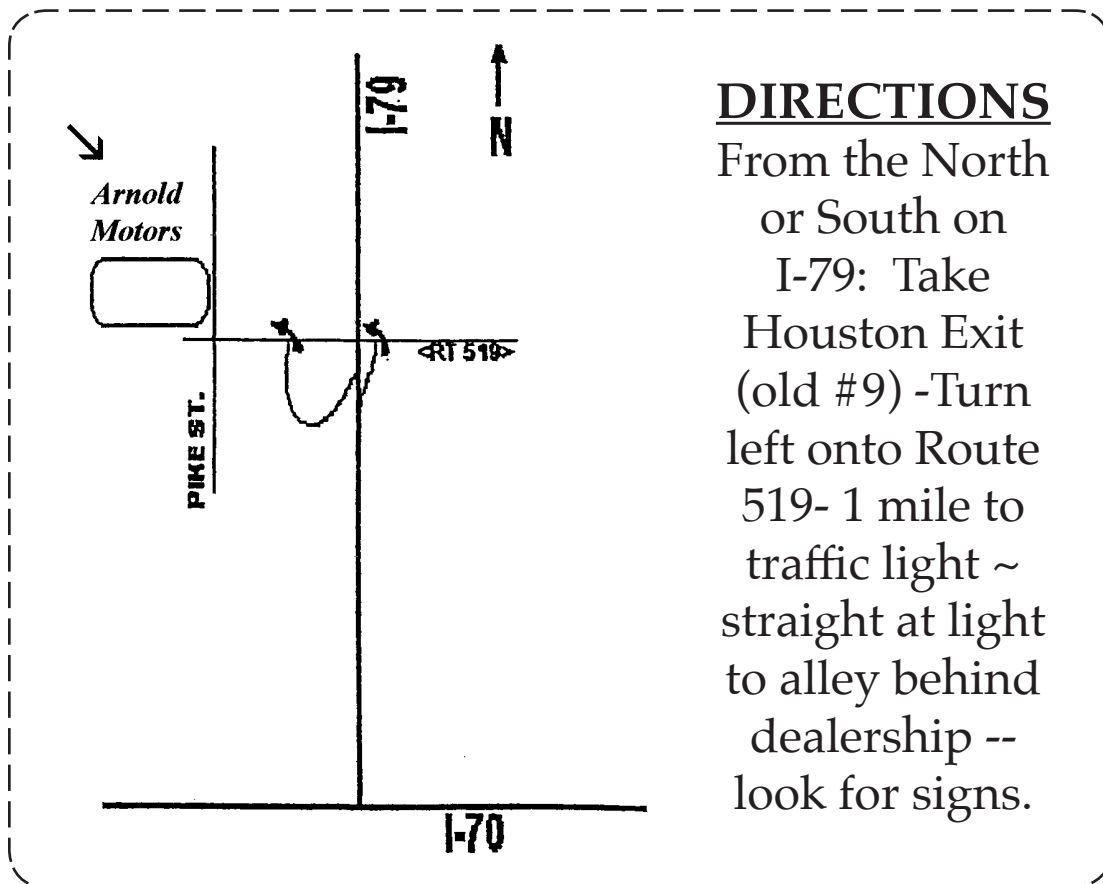 I-79
N
Arnold
Motors
<RT 519>
PIKE ST.
I-70
DIRECTIONS
From the North
or South on
I-79:  Take
Houston Exit
(old #9) -Turn
left onto Route
519- 1 mile to
traffic light ~
straight at light
to alley behind
dealership --
look for signs.